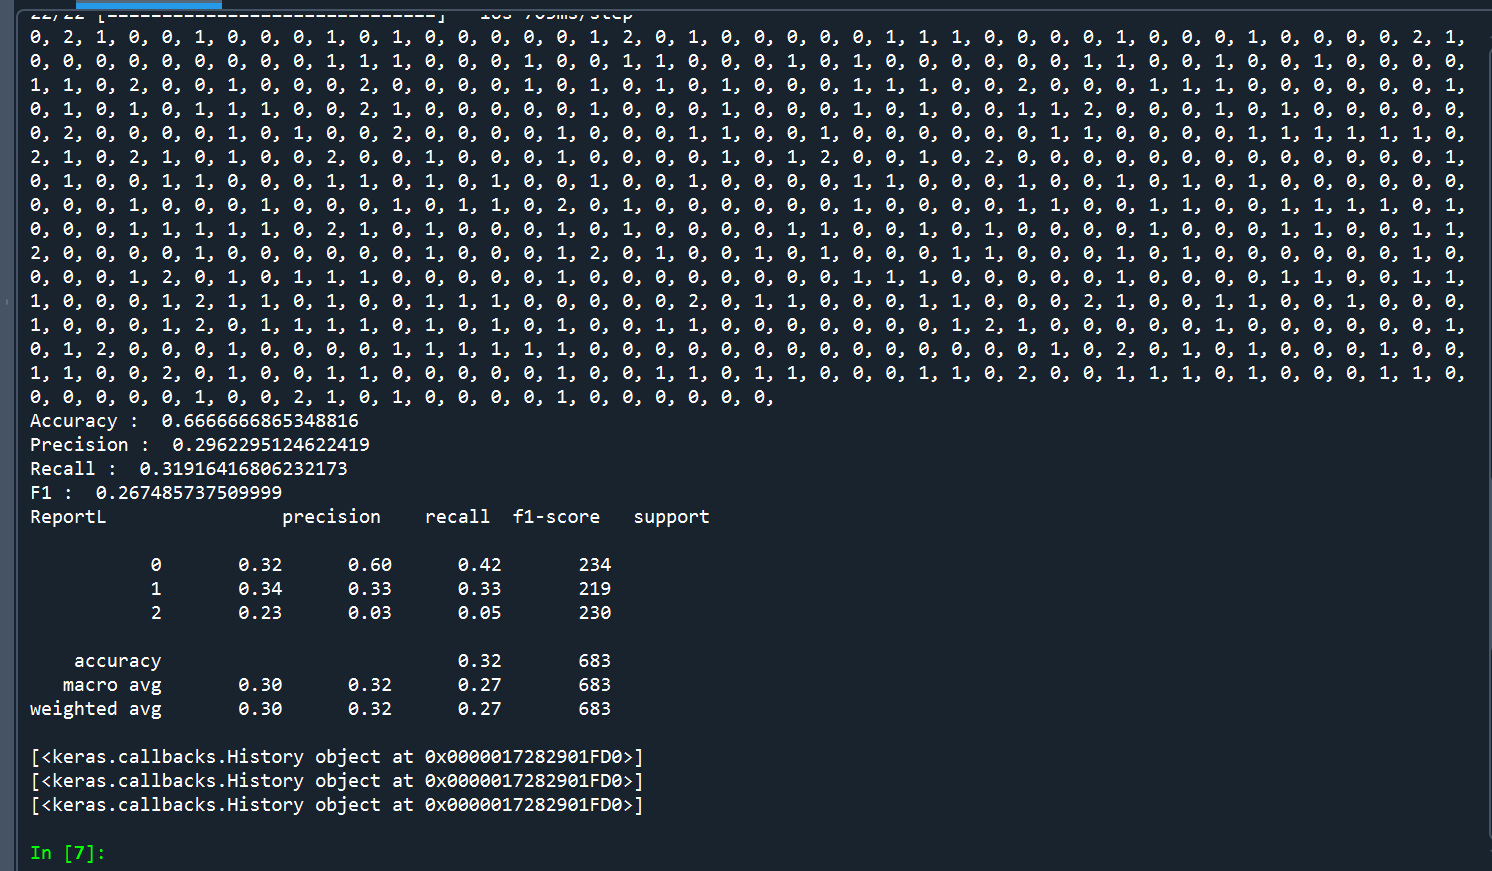 0, 2, 1, 0, 0, 1, 0, 0, 0, 1, 0, 1, 0, 0, 0, 0, 0, 1, 2, 0, 1, 0, 0, 0, 0, 0, 1, 1, 1, 0, 0, 0, 0, 1, 0, 0, 0, 1, 0, 0, 0, 0, 2, 1,
0, 0, 0, 0, 0, 0, 0, 0, 0, 1, 1, 1, 0, 0, 0, 1, 0, 0, 1, 1, 0, 0, 0, 1, 0, 1, 0, 0, 0, 0, 0, 0, 1, 1, 0, 0, 1, 0, 0, 1, 0, 0, 0, 0,
1, 1, 0, 2, 0, 0, 1, 0, 0, 0, 2, 0, 0, 0, 0, 1, 0, 1, 0, 1, 0, 1, 0, 0, 0, 1, 1, 1, 0, 0, 2, 0, 0, 0, 1, 1, 1, 0, 0, 0, 0, 0, 0, 1,
0, 1, 0, 1, 0, 1, 1, 1, 0, 0, 2, 1, 0, 0, 0, 0, 0, 1, 0, 0, 0, 1, 0, 0, 0, 1, 0, 1, 0, 0, 1, 1, 2, 0, 0, 0, 1, 0, 1, 0, 0, 0, 0, 0,
0, 2, 0, 0, 0, 0, 1, 0, 1, 0, 0, 2, 0, 0, 0, 0, 1, 0, 0, 0, 1, 1, 0, 0, 1, 0, 0, 0, 0, 0, 0, 1, 1, 0, 0, 0, 0, 1, 1, 1, 1, 1, 1, 0,
2, 1, 0, 2, 1, 0, 1, 0, 0, 2, 0, 0, 1, 0, 0, 0, 1, 0, 0, 0, 0, 1, 0, 1, 2, 0, 0, 1, 0, 2, 0, 0, 0, 0, 0, 0, 0, 0, 0, 0, 0, 0, 0, 1,
0, 1, 0, 0, 1, 1, 0, 0, 0, 1, 1, 0, 1, 0, 1, 0, 0, 1, 0, 0, 1, 0, 0, 0, 0, 1, 1, 0, 0, 0, 1, 0, 0, 1, 0, 1, 0, 1, 0, 0, 0, 0, 0, 0,
0, 0, 0, 1, 0, 0, 0, 1, 0, 0, 0, 1, 0, 1, 1, 0, 2, 0, 1, 0, 0, 0, 0, 0, 0, 1, 0, 0, 0, 0, 1, 1, 0, 0, 1, 1, 0, 0, 1, 1, 1, 1, 0, 1,
0, 0, 0, 1, 1, 1, 1, 1, 0, 2, 1, 0, 1, 0, 0, 0, 1, 0, 1, 0, 0, 0, 0, 1, 1, 0, 0, 1, 0, 1, 0, 0, 0, 0, 1, 0, 0, 0, 1, 1, 0, 0, 1, 1,
2, 0, 0, 0, 0, 1, 0, 0, 0, 0, 0, 0, 1, 0, 0, 0, 1, 2, 0, 1, 0, 0, 1, 0, 1, 0, 0, 0, 1, 1, 0, 0, 0, 1, 0, 1, 0, 0, 0, 0, 0, 0, 1, 0,
0, 0, 0, 1, 2, 0, 1, 0, 1, 1, 1, 0, 0, 0, 0, 0, 1, 0, 0, 0, 0, 0, 0, 0, 0, 1, 1, 1, 0, 0, 0, 0, 0, 1, 0, 0, 0, 0, 1, 1, 0, 0, 1, 1,
1, 0, 0, 0, 1, 2, 1, 1, 0, 1, 0, 0, 1, 1, 1, 0, 0, 0, 0, 0, 2, 0, 1, 1, 0, 0, 0, 1, 1, 0, 0, 0, 2, 1, 0, 0, 1, 1, 0, 0, 1, 0, 0, 0,
1, 0, 0, 0, 1, 2, 0, 1, 1, 1, 1, 0, 1, 0, 1, 0, 1, 0, 0, 1, 1, 0, 0, 0, 0, 0, 0, 0, 1, 2, 1, 0, 0, 0, 0, 0, 1, 0, 0, 0, 0, 0, 0, 1,
0, 1, 2, 0, 0, 0, 1, 0, 0, 0, 0, 1, 1, 1, 1, 1, 1, 0, 0, 0, 0, 0, 0, 0, 0, 0, 0, 0, 0, 0, 0, 1, 0, 2, 0, 1, 0, 1, 0, 0, 0, 1, 0, 0,
1, 1, 0, 0, 2, 0, 1, 0, 0, 1, 1, 0, 0, 0, 0, 0, 1, 0, 0, 1, 1, 0, 1, 1, 0, 0, 0, 1, 1, 0, 2, 0, 0, 1, 1, 1, 0, 1, 0, 0, 0, 1, 1, 0,
0, 0, 0, 0, 0, 1, 0, 0, 2, 1, 0, 1, 0, 0, 0, 0, 1, 0, 0, 0, 0, 0, 0,
Accuracy :  0.6666666865348816
Precision :  0.2962295124622419
Recall :  0.31916416806232173
F1 :  0.267485737509999
ReportL                precision    recall  f1-score   support
0       0.32      0.60      0.42       234
1       0.34      0.33      0.33       219
2       0.23      0.03      0.05       230
accuracy                           0.32       683
macro avg       0.30      0.32      0.27       683
weighted avg       0.30      0.32      0.27       683
[<keras.callbacks.History object at 0x0000017282901FD0>]
[<keras.callbacks.History object at 0x0000017282901FD0>]
[<keras.callbacks.History object at 0x0000017282901FD0>]
In [7]: